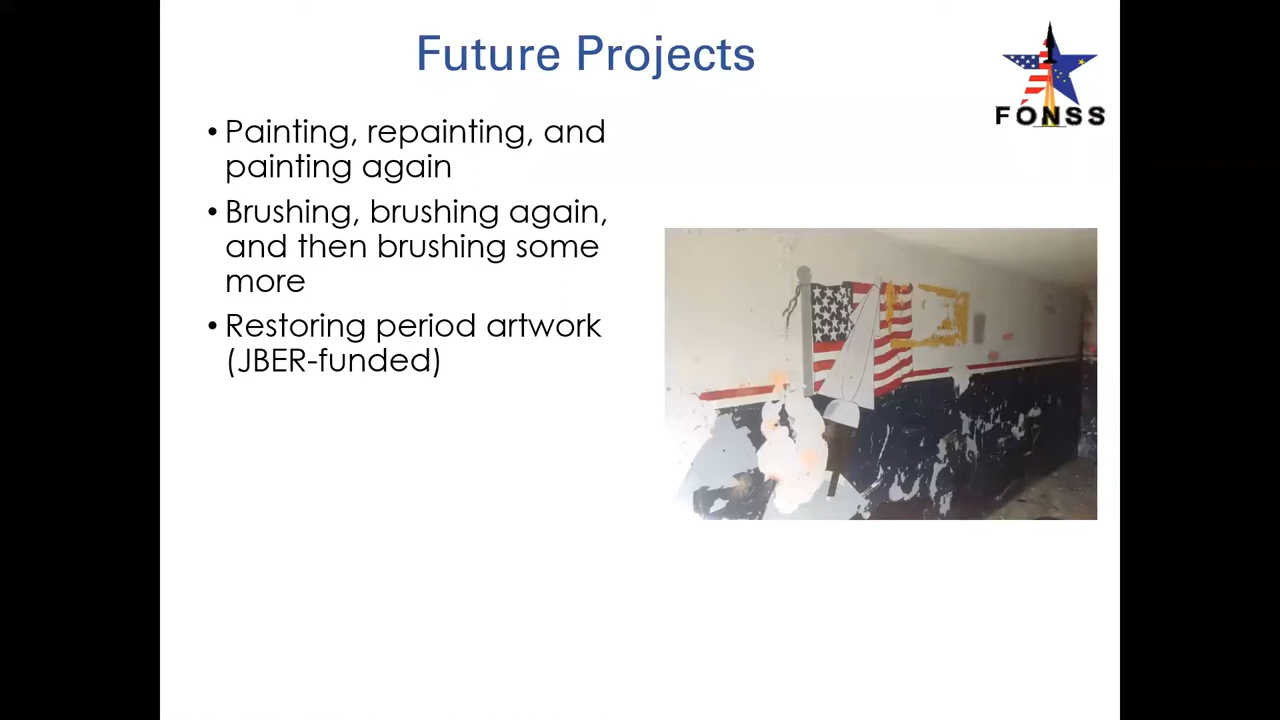 Future Projects
FONSS
• Painting, repainting, and
painting again
• Brushing, brushing again,
and then brushing some
more
• Restoring period artwork
(JBER-funded)